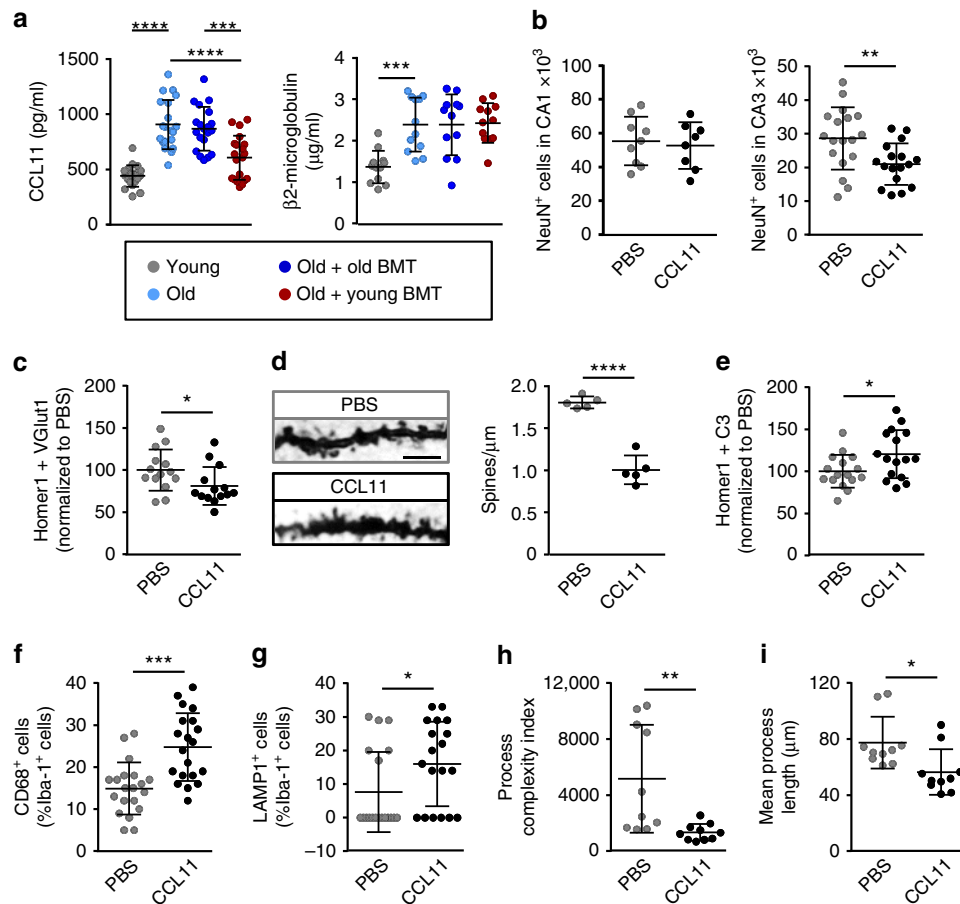 a
****
***
****
CCL11 (pg/ml)
1500
1000
500
0
***
β2-microglobulin
(μg/ml)
4
3
2
1
0
Young
Old
Old + old BMT
Old + young BMT
b
NeuN+ cells in CA1 ×10³
100
80
60
40
20
0
PBS
CCL11
**
NeuN+ cells in CA3 ×10³
50
40
30
20
10
0
PBS
CCL11
c
*
Homer1 + VGlut1
(normalized to PBS)
200
150
100
50
0
PBS
CCL11
d
PBS
CCL11
****
Spines/μm
2.0
1.5
1.0
0
PBS
CCL11
e
*
Homer1 + C3
(normalized to PBS)
200
150
100
50
0
PBS
CCL11
f
***
CD68+ cells
(%Iba-1+ cells)
40
30
20
10
0
PBS
CCL11
g
*
LAMP1+ cells
(%Iba-1+ cells)
40
30
20
10
0
–10
PBS
CCL11
h
**
Process
complexity index
12,000
8000
4000
0
PBS
CCL11
i
*
Mean process
length (μm)
120
80
40
0
PBS
CCL11